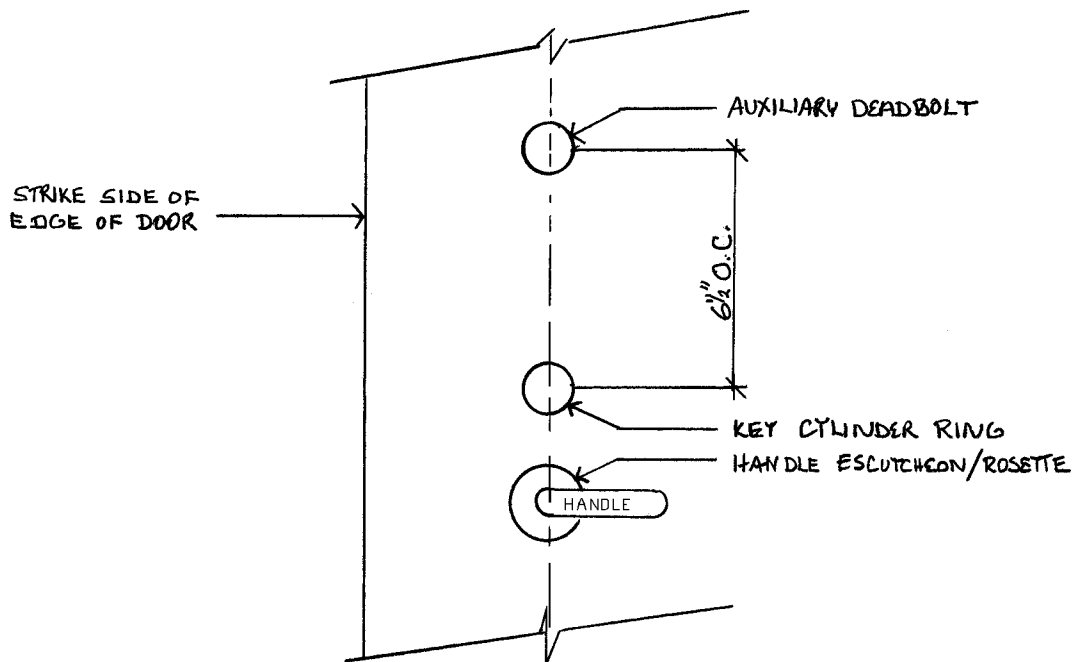 AUXILIARY DEADBOLT
STRIKE SIDE OF
EDGE OF DOOR
6½" O.C.
KEY CYLINDER RING
HANDLE ESCUTCHEON/ROSETTE
HANDLE